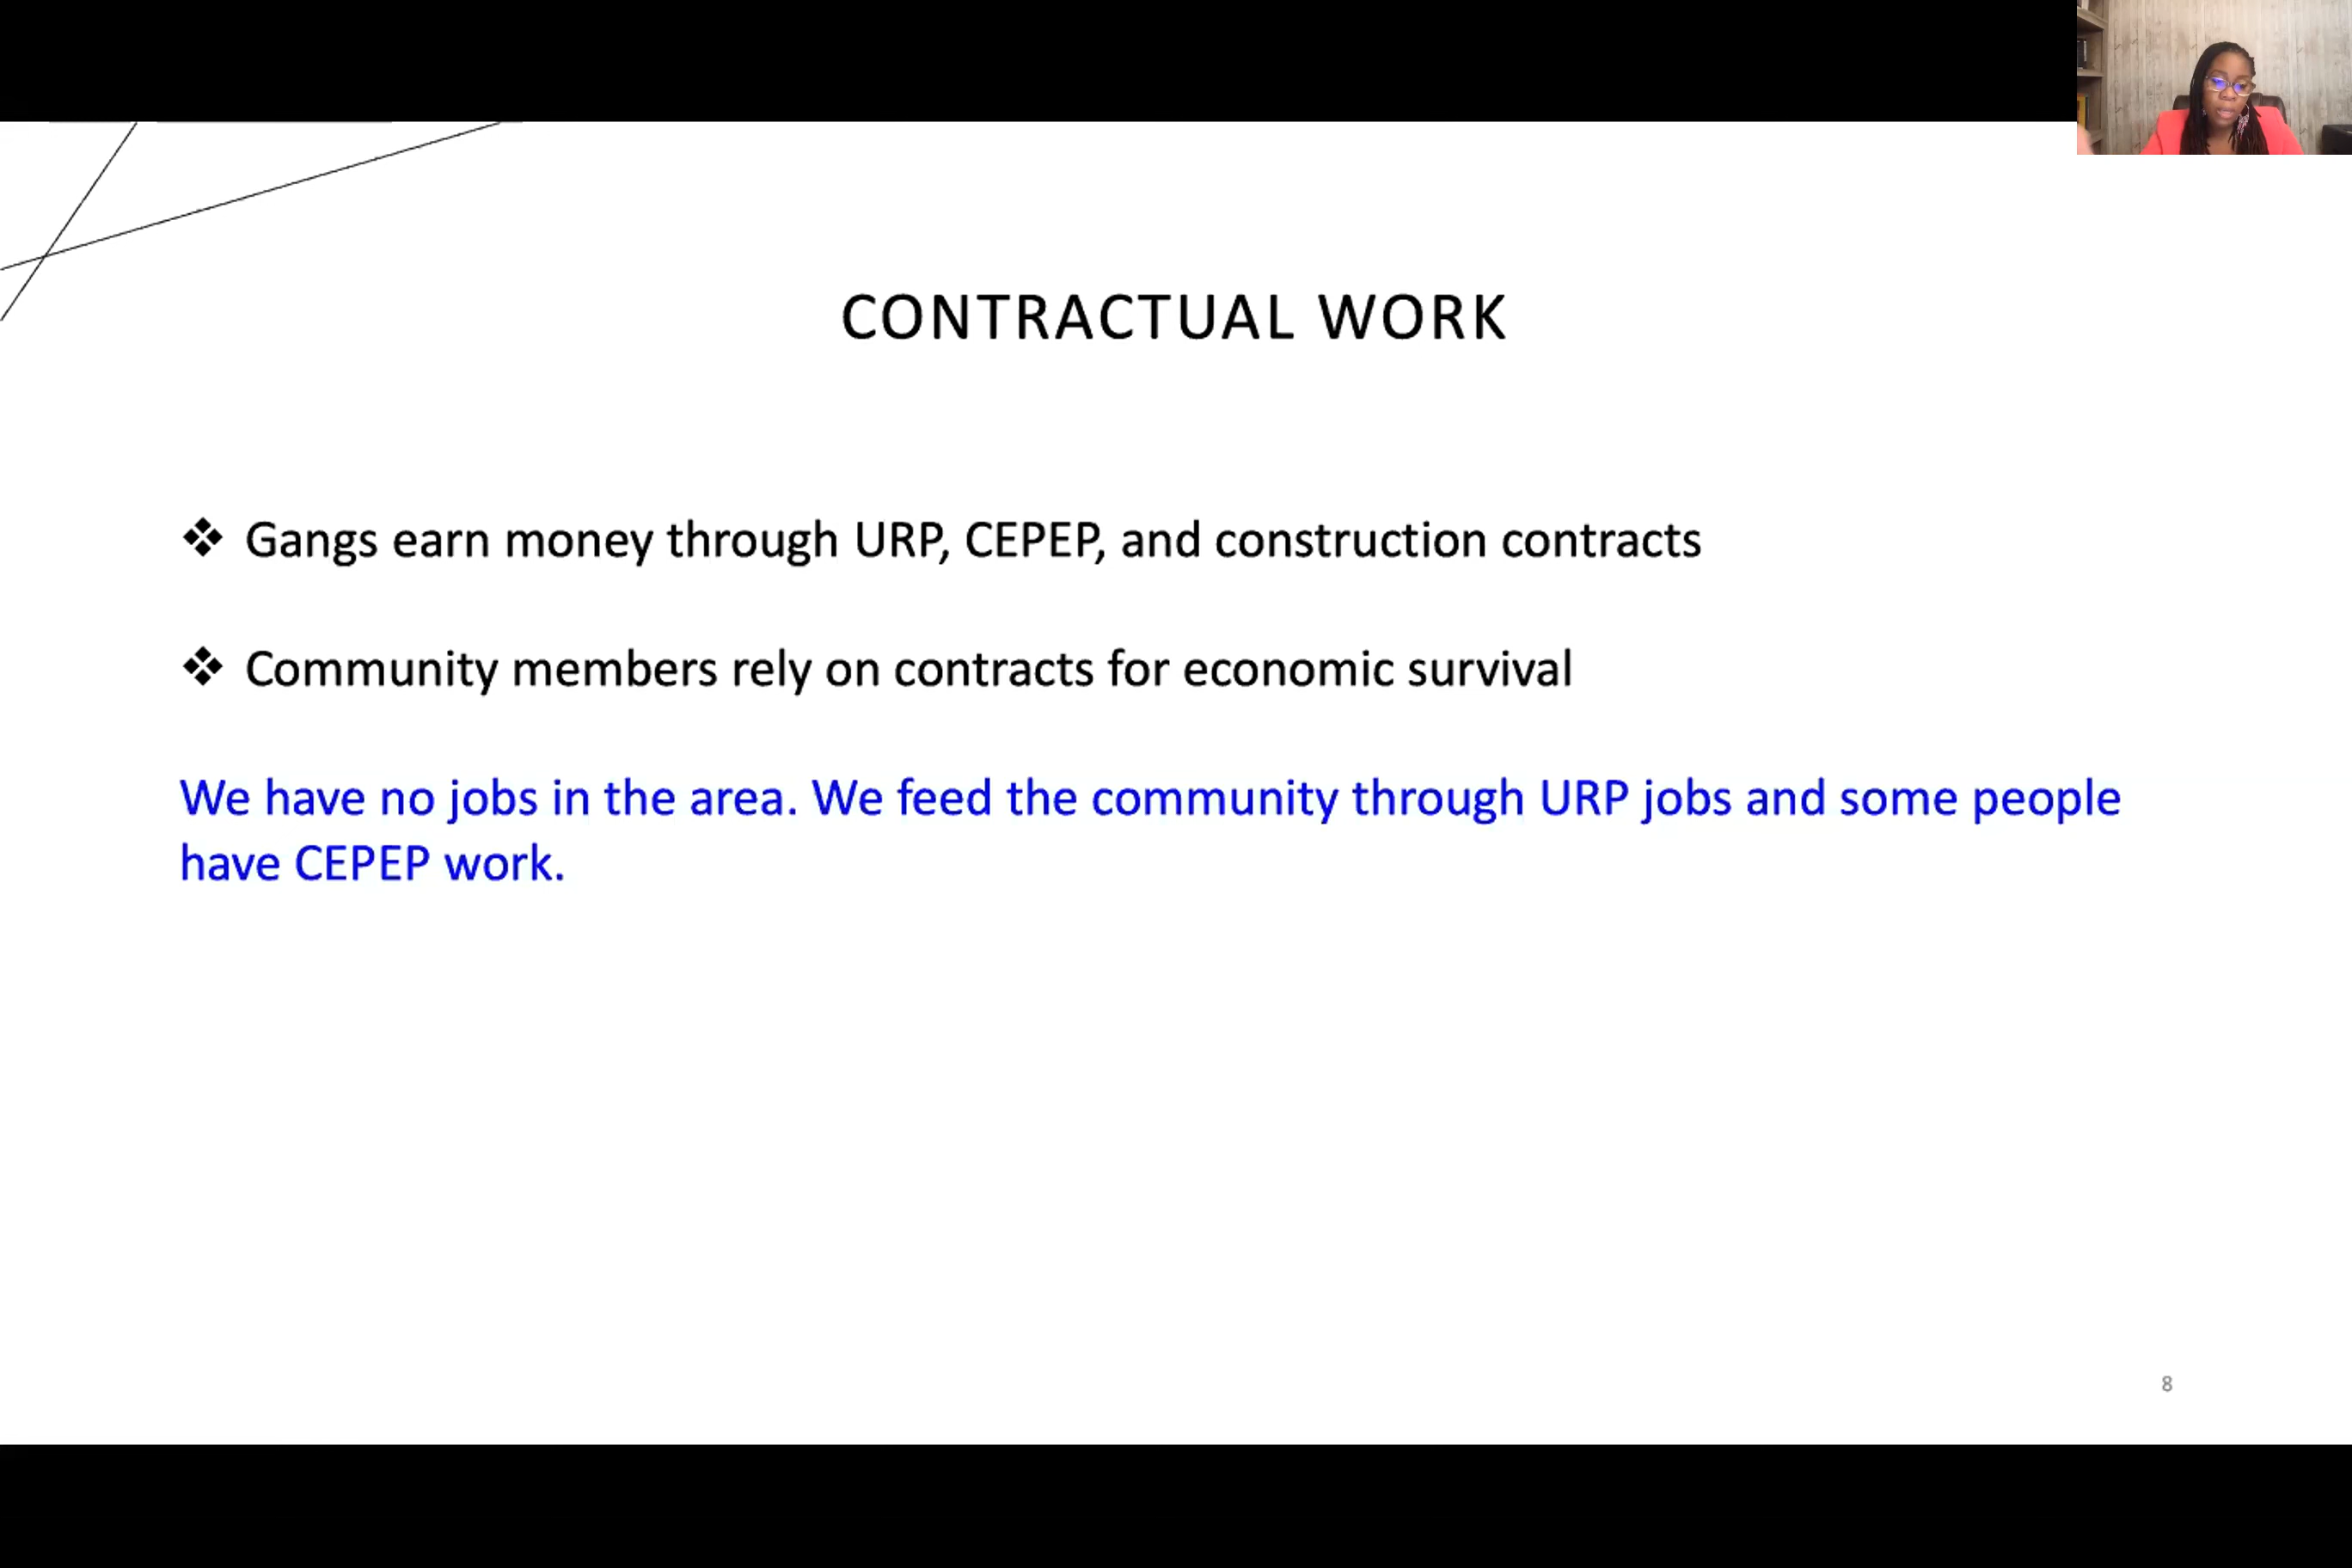 CONTRACTUAL WORK
❖ Gangs earn money through URP, CEPEP, and construction contracts
❖ Community members rely on contracts for economic survival
We have no jobs in the area. We feed the community through URP jobs and some people
have CEPEP work.
8